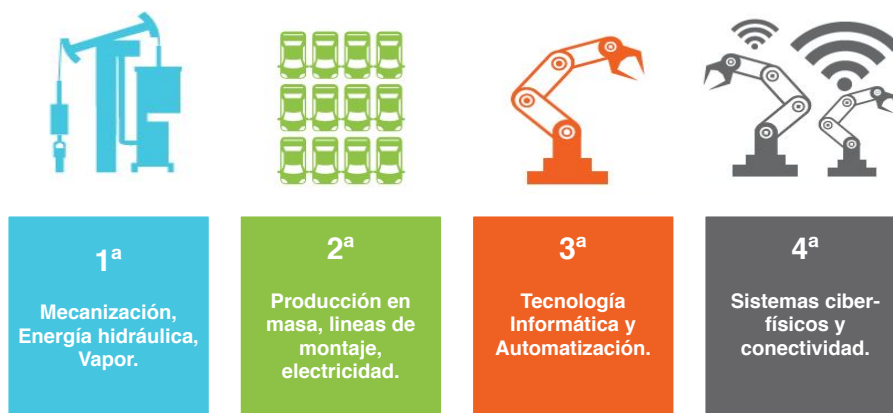 1ª
Mecanización,
Energía hidráulica,
Vapor.
2ª
Producción en
masa, lineas de
montaje,
electricidad.
3ª
Tecnología
Informática y
Automatización.
4ª
Sistemas ciber-
físicos y
conectividad.